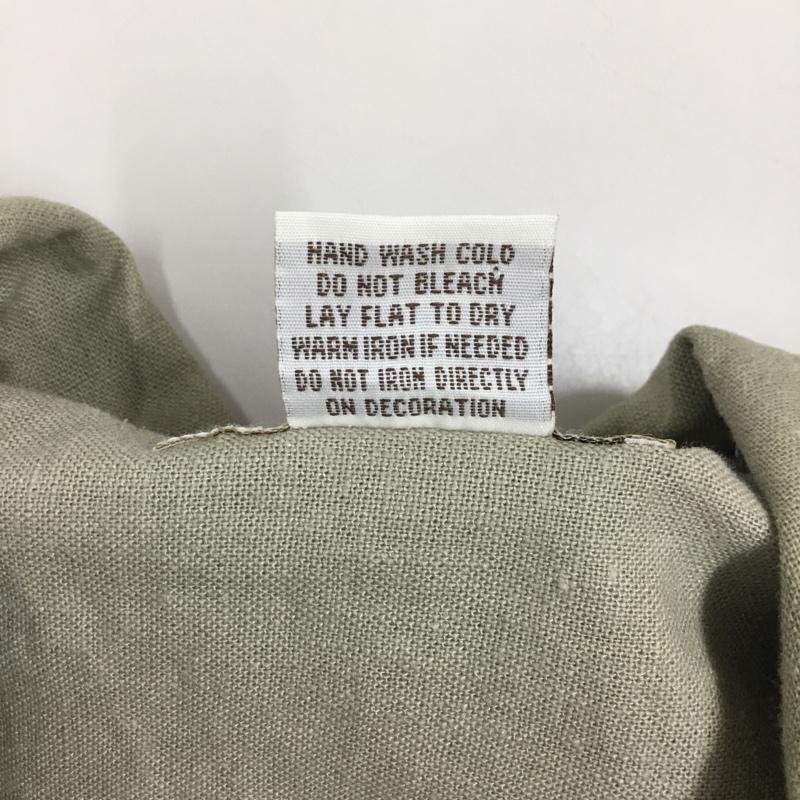 HAND WASH COLD
DO NOT BLEACH
LAY FLAT TO DRY
WARM IRON IF NEEDED
DO NOT IRON DIRECTLY
ON DECORATION